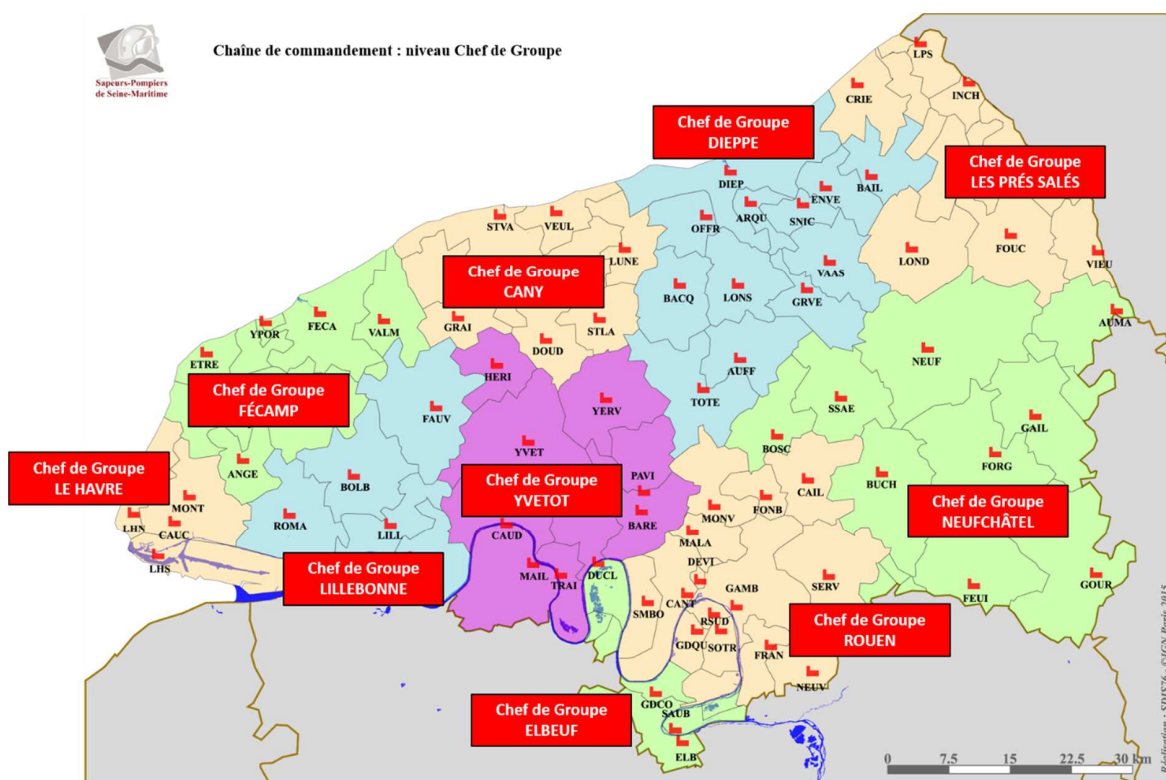 Chaîne de commandement : niveau Chef de Groupe
Sapeurs-Pompiers
de Seine-Maritime
LPS
INCH
CRIE
Chef de Groupe
DIEPPE
Chef de Groupe
LES PRÉS SALÉS
DIEP
BAIL
ENVE
ARQU
SNIC
OFFR
STVA
VEUL
LUNE
FOUC
LOND
VIEU
VAAS
Chef de Groupe
CANY
BACQ
LONS
GRVE
AUMA
YPOR
FECA
VALM
GRAI
STLA
DOUD
ETRE
HERI
AUFF
NEUF
TOTE
YERV
SSAE
FAUV
Chef de Groupe
FÉCAMP
GAIL
YVET
BOSC
ANGE
FORG
Chef de Groupe
LE HAVRE
BOLB
PAVI
CAIL
BUCH
Chef de Groupe
YVETOT
Chef de Groupe
NEUFCHÂTEL
MONT
FONB
MONV
BARE
LHN
CAUC
ROMA
LILL
CAUD
MALA
LHS
DEVI
Chef de Groupe
LILLEBONNE
MAIL
TRAI
DUCL
GAMB
SERV
GOUR
FEUI
SMBO
CANT
RSUD
Chef de Groupe
ROUEN
GDQU
SOTR
FRAN
NEUV
GDCO
SAUB
Chef de Groupe
ELBEUF
ELB
0 7.5 15 22.5 30 km
Réalisation : SDIS76 - ©IGN Paris 2015